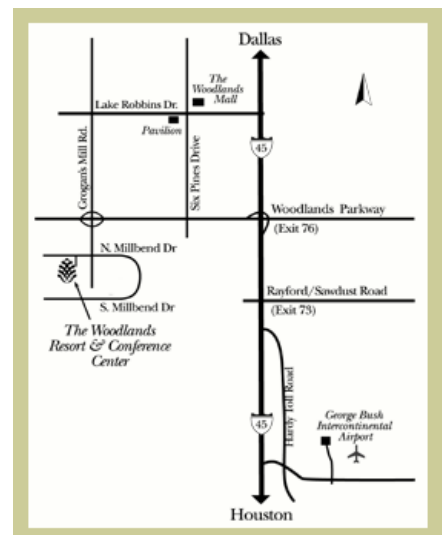 Dallas
The
Woodlands
Mall
Lake Robbins Dr.
Pavilion
Grogan's Mill Rd.
Six Pines Drive
45
Woodlands Parkway
(Exit 76)
N. Millbend Dr
S. Millbend Dr
Rayford/Sawdust Road
(Exit 73)
The Woodlands
Resort & Conference
Center
Hardy Toll Road
45
George Bush
Intercontinental
Airport
Houston